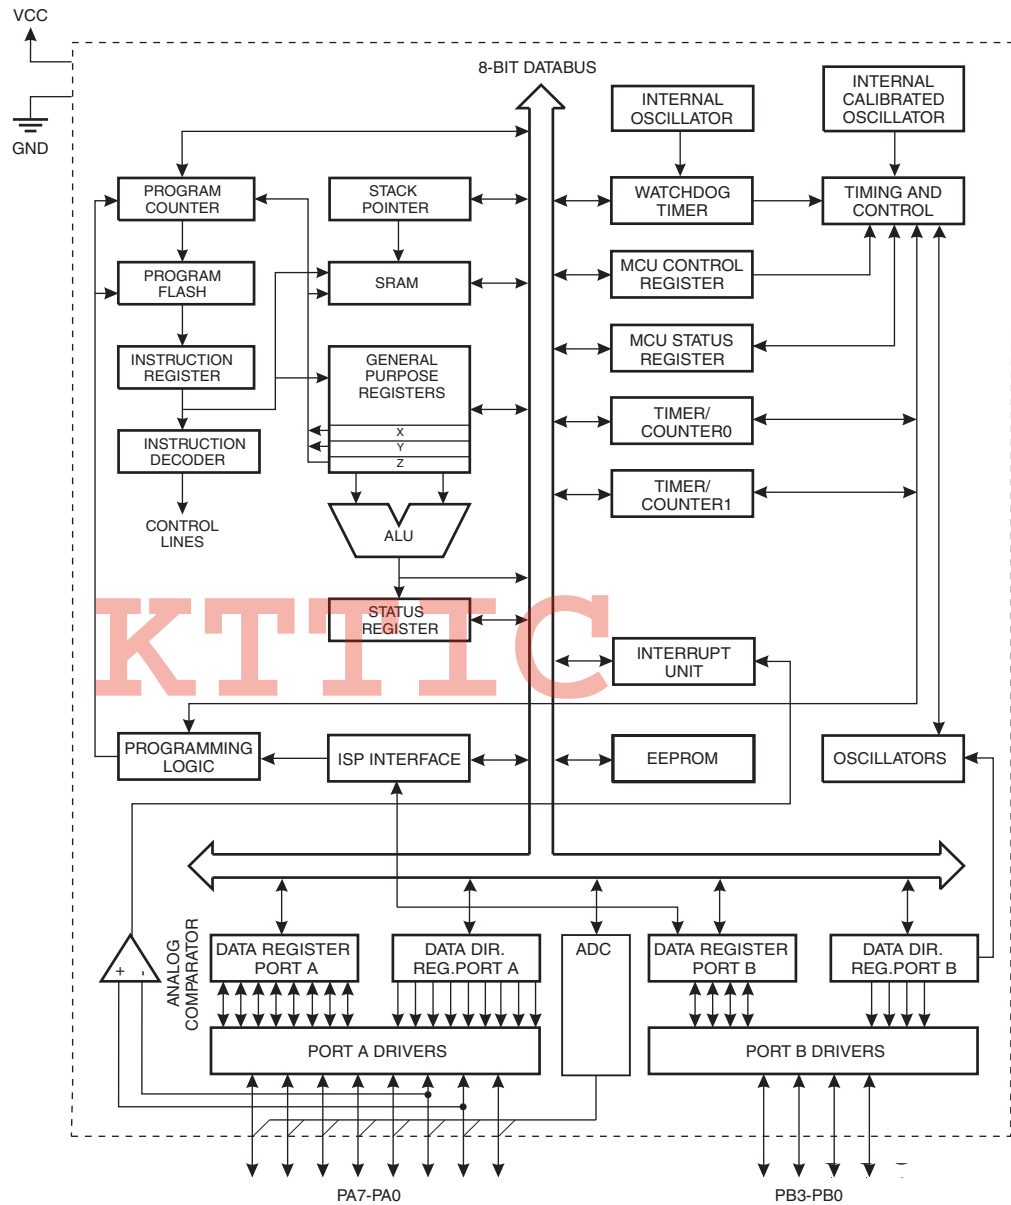 VCC
GND
8-BIT DATABUS
INTERNAL
OSCILLATOR
INTERNAL
CALIBRATED
OSCILLATOR
PROGRAM
COUNTER
STACK
POINTER
WATCHDOG
TIMER
TIMING AND
CONTROL
PROGRAM
FLASH
SRAM
MCU CONTROL
REGISTER
INSTRUCTION
REGISTER
GENERAL
PURPOSE
REGISTERS
X
Y
Z
MCU STATUS
REGISTER
INSTRUCTION
DECODER
TIMER/
COUNTER0
TIMER/
COUNTER1
CONTROL
LINES
ALU
STATUS
REGISTER
KTTIC
INTERRUPT
UNIT
PROGRAMMING
LOGIC
ISP INTERFACE
EEPROM
OSCILLATORS
ANALOG
COMPARATOR
+
-
DATA REGISTER
PORT A
DATA DIR.
REG.PORT A
ADC
DATA REGISTER
PORT B
DATA DIR.
REG.PORT B
PORT A DRIVERS
PORT B DRIVERS
PA7-PA0
PB3-PB0